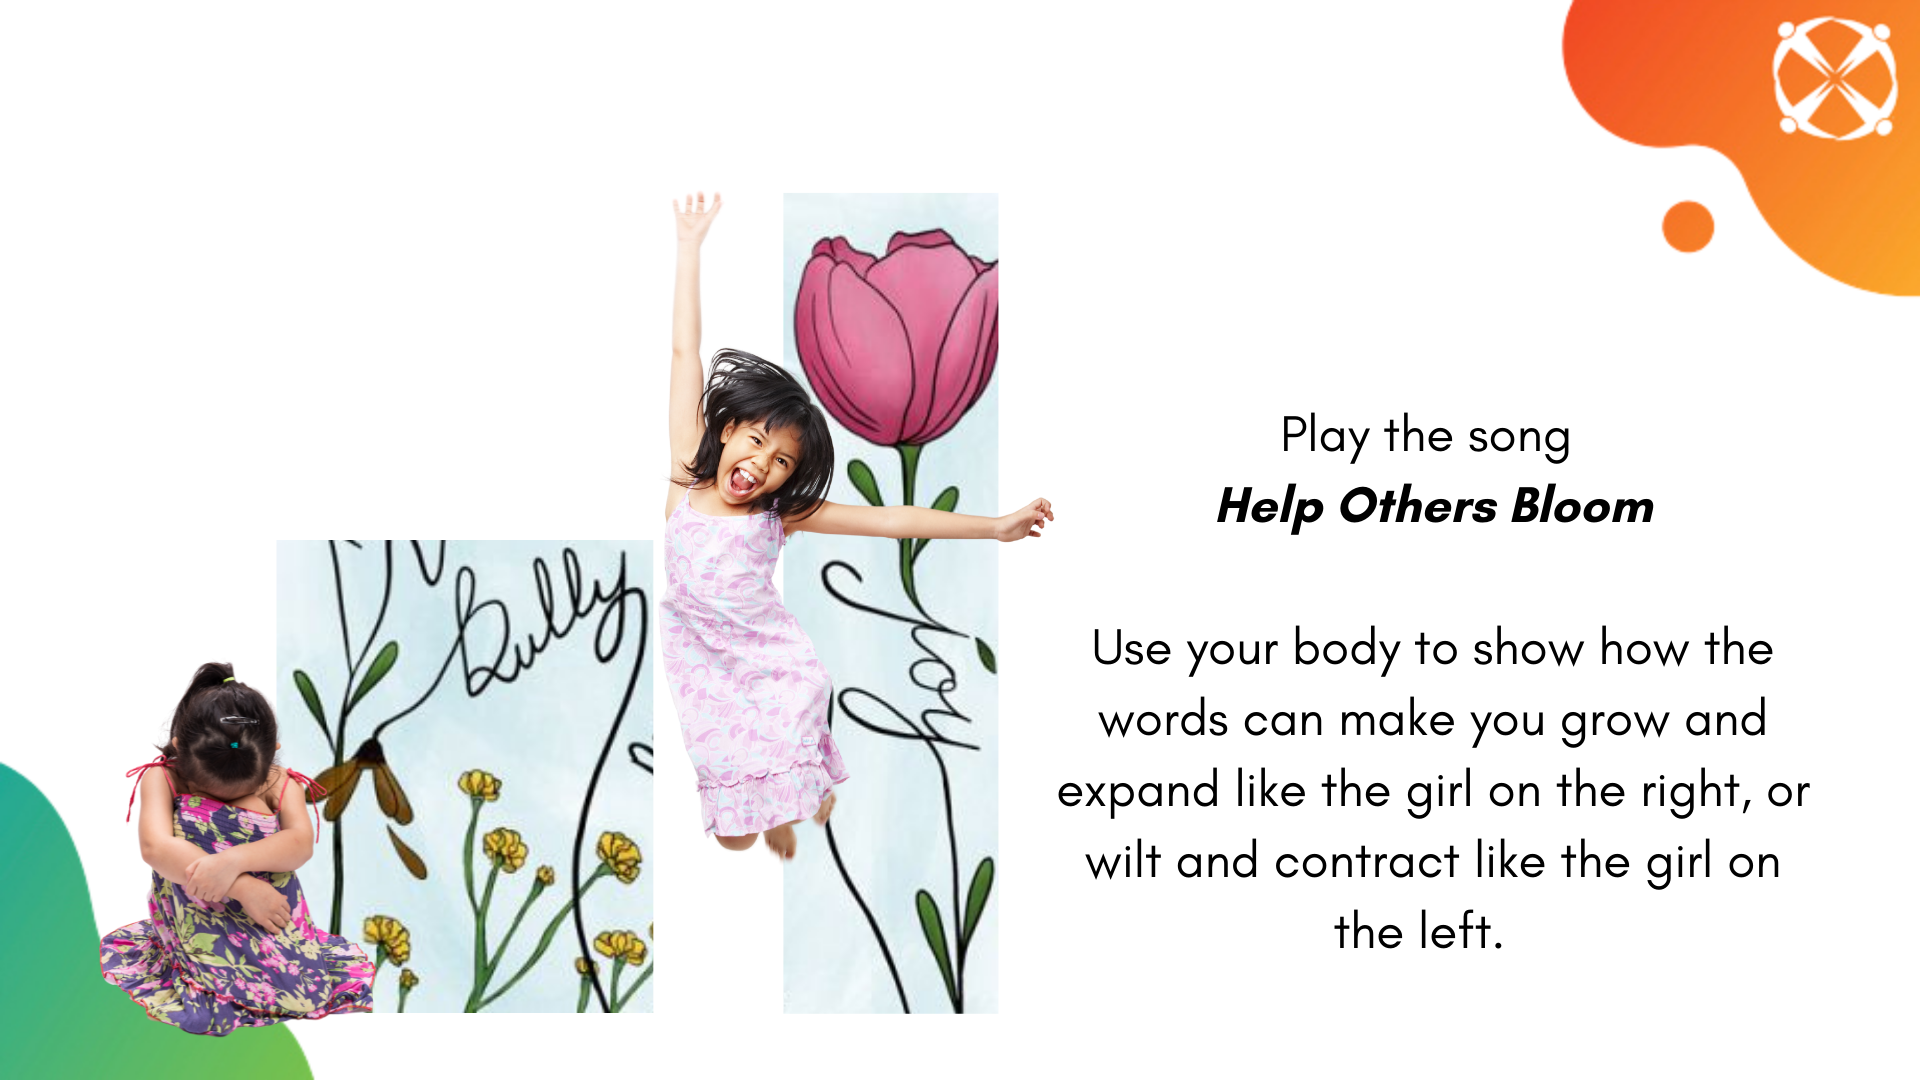 bully
Joy
Play the song
Help Others Bloom
Use your body to show how the
words can make you grow and
expand like the girl on the right, or
wilt and contract like the girl on
the left.